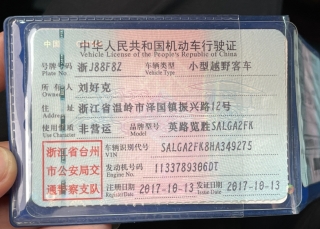 中华人民共和国机动车行驶证
Vehicle License of the People's Republic of China
号牌号码 浙J88F8Z 车辆类型 小型越野客车
Plate No. Vehicle Type
所有人 刘好克
Owner
住址 浙江省温岭市泽国镇振兴路12号
Address
使用性质 非营运 品牌型号 英路览胜SALGA2FK
Use Character Model
浙江省台州市公安局交通警察支队
车辆识别代号 SALGA2FK8HA349275
VIN
发动机号码 1133789306DT
Engine No.
注册日期 2017-10-13 发证日期 2017-10-13
Register Date Issue Date